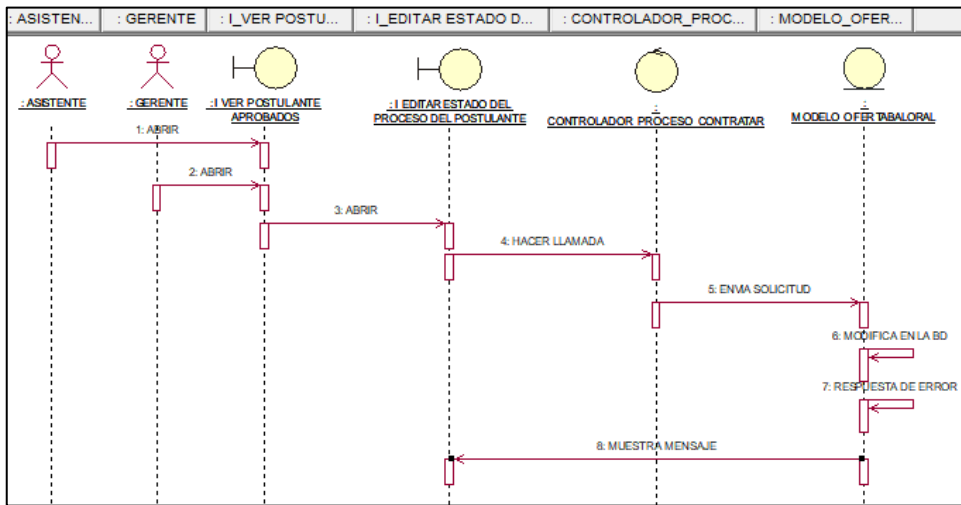 : ASISTEN...
: GERENTE
: I_VER POSTU...
: I_EDITAR ESTADO D...
: CONTROLADOR_PROC...
: MODELO_OFER...
: ASISTENTE
: GERENTE
: I VER POSTULANTE
APROBADOS
: I EDITAR ESTADO DEL
PROCESO DEL POSTULANTE
:
CONTROLADOR PROCESO CONTRATAR
:
MODELO OFERTABALORAL
1: ABRIR
2: ABRIR
3: ABRIR
4: HACER LLAMADA
5: ENVIA SOLICITUD
6: MODIFICA EN LA BD
7: RESPUESTA DE ERROR
8: MUESTRA MENSAJE